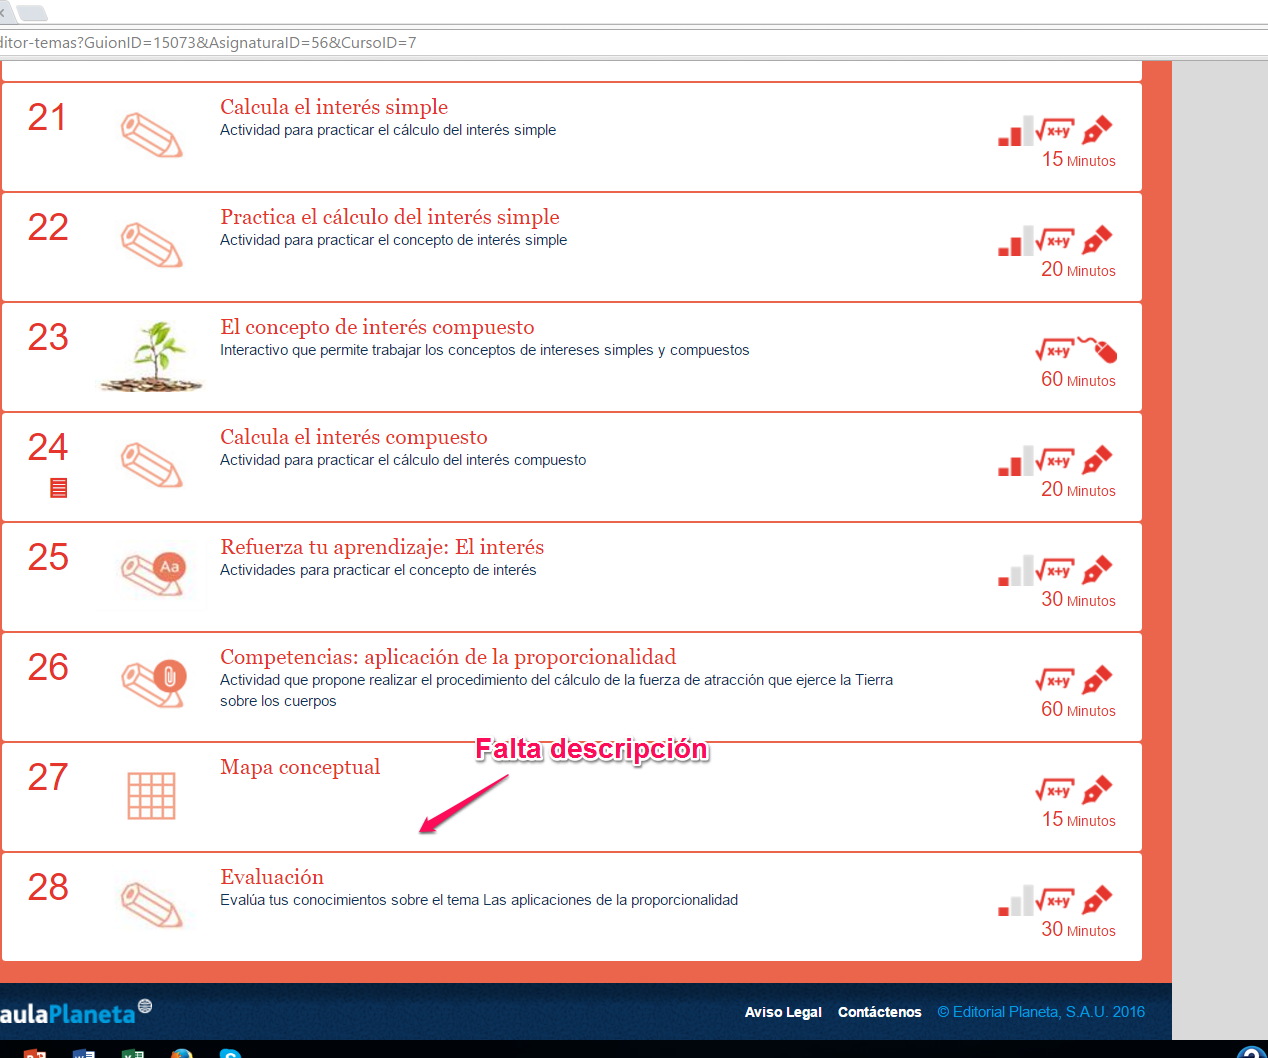 ditor-temas?GuionID=15073&AsignaturaID=56&CursoID=7
21
Calcula el interés simple
Actividad para practicar el cálculo del interés simple
√x+y
15 Minutos
22
Practica el cálculo del interés simple
Actividad para practicar el concepto de interés simple
√x+y
20 Minutos
23
El concepto de interés compuesto
Interactivo que permite trabajar los conceptos de intereses simples y compuestos
√x+y
60 Minutos
24
Calcula el interés compuesto
Actividad para practicar el cálculo del interés compuesto
√x+y
20 Minutos
25
Aa
Refuerza tu aprendizaje: El interés
Actividades para practicar el concepto de interés
√x+y
30 Minutos
26
Competencias: aplicación de la proporcionalidad
Actividad que propone realizar el procedimiento del cálculo de la fuerza de atracción que ejerce la Tierra
sobre los cuerpos
√x+y
60 Minutos
Falta descripción
27
Mapa conceptual
√x+y
15 Minutos
28
Evaluación
Evalúa tus conocimientos sobre el tema Las aplicaciones de la proporcionalidad
√x+y
30 Minutos
aulaPlaneta
Aviso Legal Contáctenos © Editorial Planeta, S.A.U. 2016